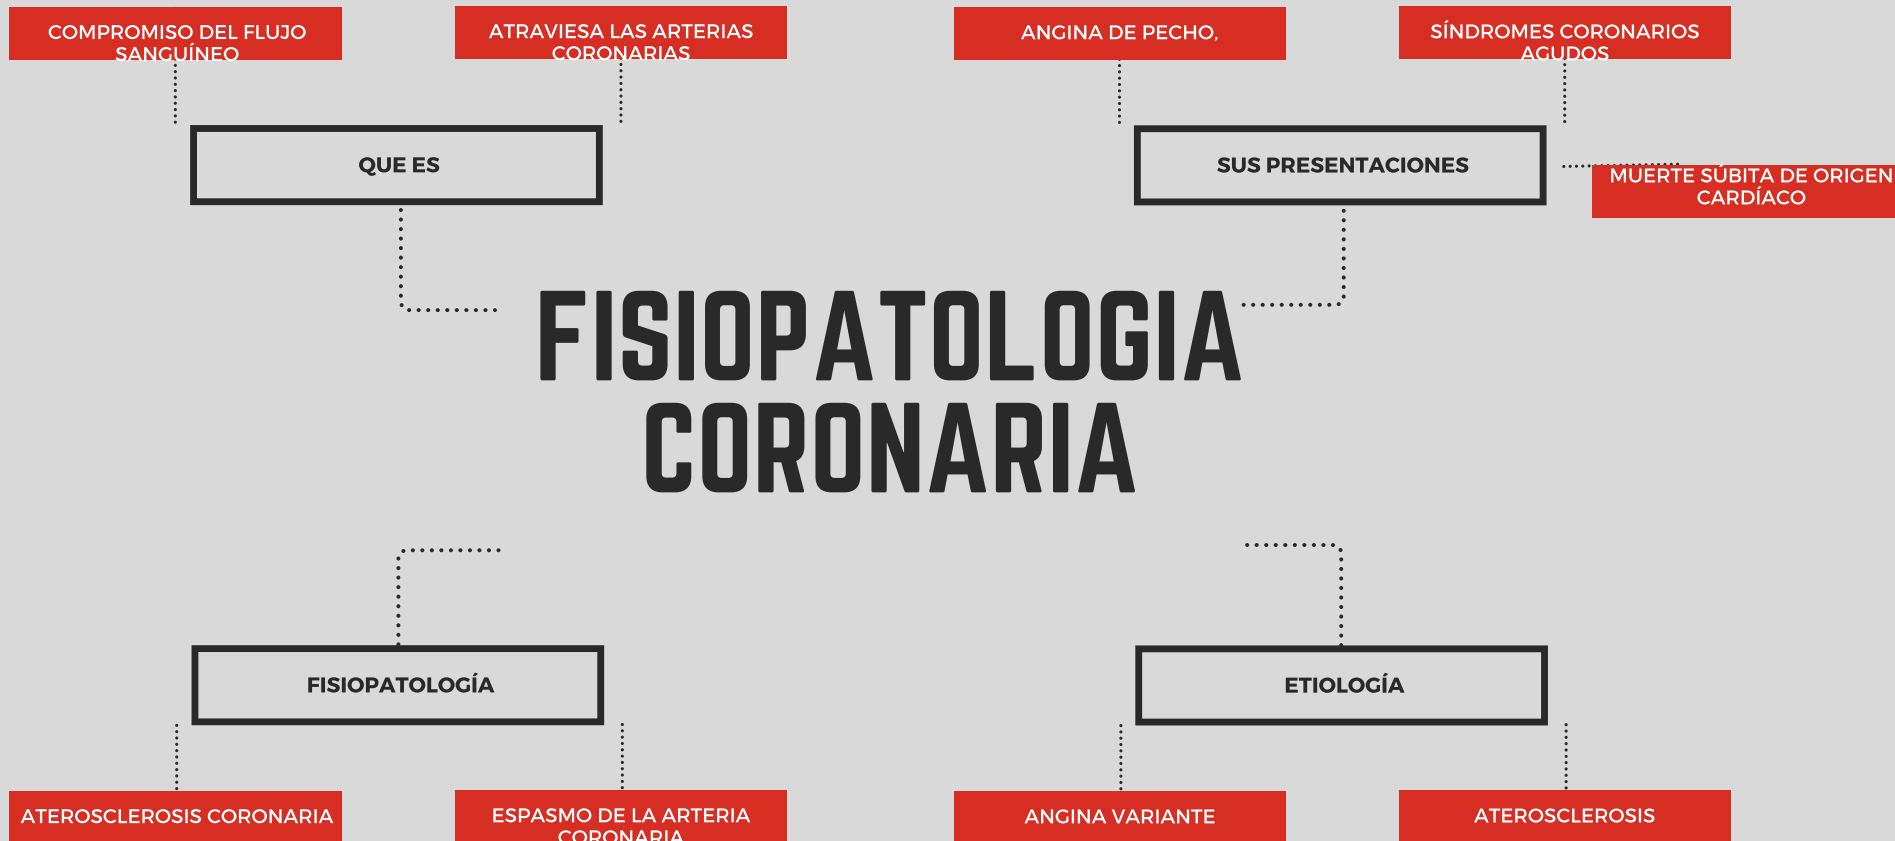 COMPROMISO DEL FLUJO
SANGUÍNEO
ATRAVIESA LAS ARTERIAS
CORONARIAS
ANGINA DE PECHO,
SÍNDROMES CORONARIOS
AGUDOS
QUE ES
SUS PRESENTACIONES
MUERTE SÚBITA DE ORIGEN
CARDÍACO
FISIOPATOLOGIA
CORONARIA
FISIOPATOLOGÍA
ETIOLOGÍA
ATEROSCLEROSIS CORONARIA
ESPASMO DE LA ARTERIA
CORONARIA
ANGINA VARIANTE
ATEROSCLEROSIS